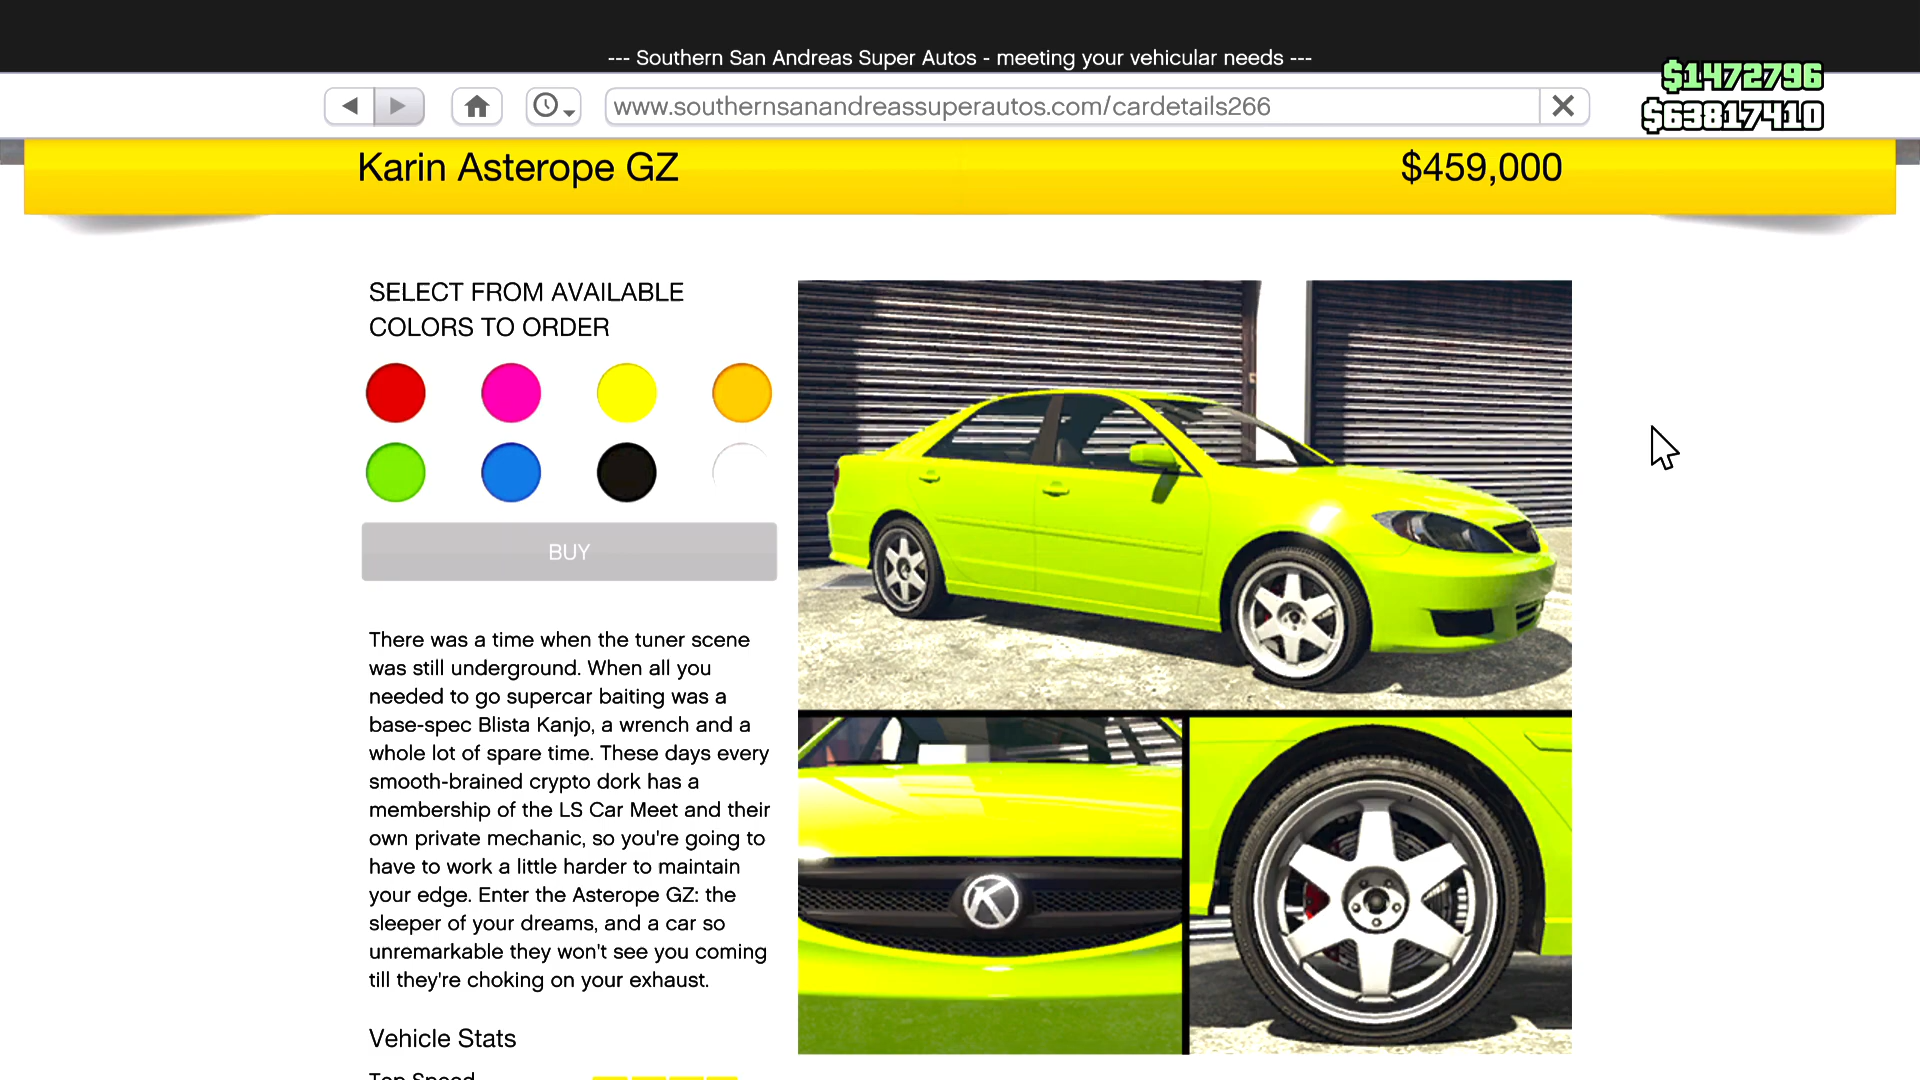 --- Southern San Andreas Super Autos - meeting your vehicular needs ---
$1472796
www.southernsanandreassuperautos.com/cardetails266
$63817410
Karin Asterope GZ
$459,000
SELECT FROM AVAILABLE
COLORS TO ORDER
BUY
There was a time when the tuner scene
was still underground. When all you
needed to go supercar baiting was a
base-spec Blista Kanjo, a wrench and a
whole lot of spare time. These days every
smooth-brained crypto dork has a
membership of the LS Car Meet and their
own private mechanic, so you're going to
have to work a little harder to maintain
your edge. Enter the Asterope GZ: the
sleeper of your dreams, and a car so
unremarkable they won't see you coming
till they're choking on your exhaust.
Vehicle Stats
Top Speed